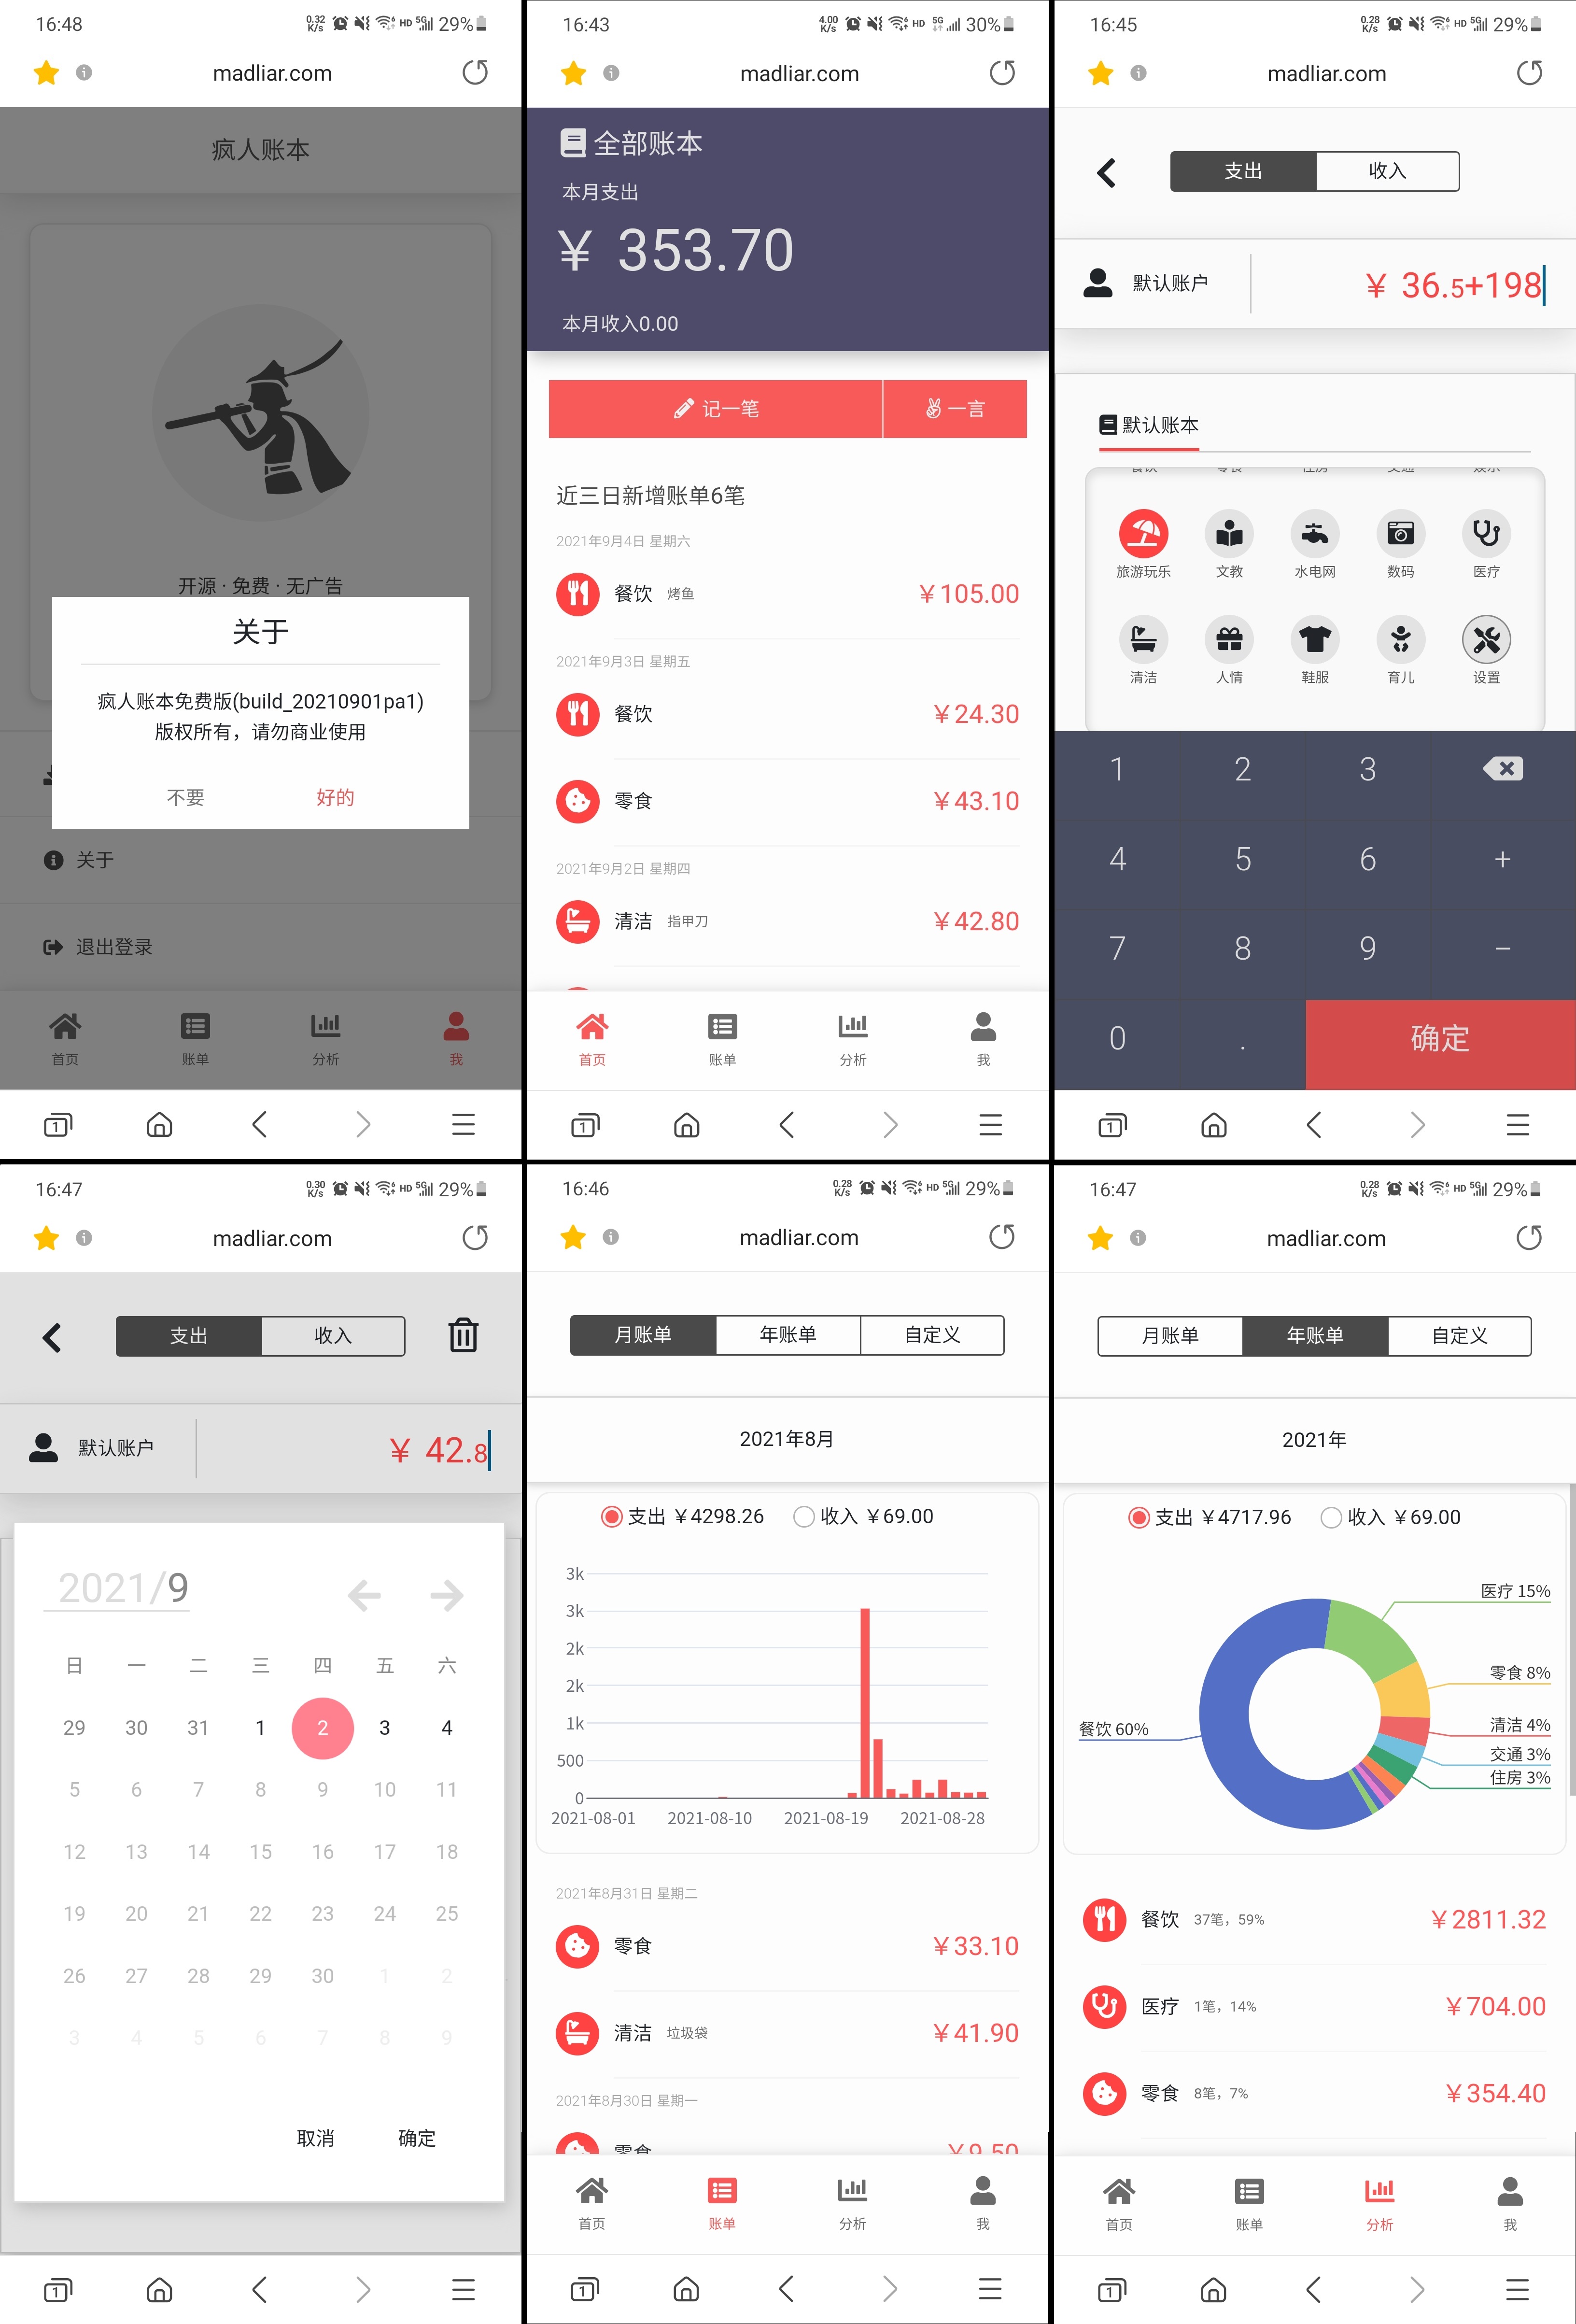 16:48
0.32 K/s HD 5G 29%
madliar.com
疯人账本
开源 · 免费 · 无广告
关于
疯人账本免费版(build_20210901pa1)
版权所有，请勿商业使用
不要 好的
关于
退出登录
首页 账单 分析 我
1
16:43
4.00 K/s HD 5G 30%
madliar.com
全部账本
本月支出
￥ 353.70
本月收入0.00
记一笔 一言
近三日新增账单6笔
2021年9月4日 星期六
餐饮 烤鱼 ￥105.00
2021年9月3日 星期五
餐饮 ￥24.30
零食 ￥43.10
2021年9月2日 星期四
清洁 指甲刀 ￥42.80
首页 账单 分析 我
1
16:45
0.28 K/s HD 5G 29%
madliar.com
支出 收入
默认账户 ￥ 36.5+198
默认账本
餐饮 零食 住房 交通 娱乐
旅游玩乐 文教 水电网 数码 医疗
清洁 人情 鞋服 育儿 设置
1 2 3
4 5 6 +
7 8 9 −
0 . 确定
1
16:47
0.30 K/s HD 5G 29%
madliar.com
支出 收入
默认账户 ￥ 42.8
2021/9
日 一 二 三 四 五 六
29 30 31 1 2 3 4
5 6 7 8 9 10 11
12 13 14 15 16 17 18
19 20 21 22 23 24 25
26 27 28 29 30 1 2
3 4 5 6 7 8 9
取消 确定
1
16:46
0.28 K/s HD 5G 29%
madliar.com
月账单 年账单 自定义
2021年8月
支出 ￥4298.26 收入 ￥69.00
3k
3k
2k
2k
1k
500
0
2021-08-01 2021-08-10 2021-08-19 2021-08-28
2021年8月31日 星期二
零食 ￥33.10
清洁 垃圾袋 ￥41.90
2021年8月30日 星期一
零食 ￥9.50
首页 账单 分析 我
1
16:47
0.28 K/s HD 5G 29%
madliar.com
月账单 年账单 自定义
2021年
支出 ￥4717.96 收入 ￥69.00
医疗 15%
零食 8%
清洁 4%
餐饮 60%
交通 3%
住房 3%
餐饮 37笔，59% ￥2811.32
医疗 1笔，14% ￥704.00
零食 8笔，7% ￥354.40
首页 账单 分析 我
1